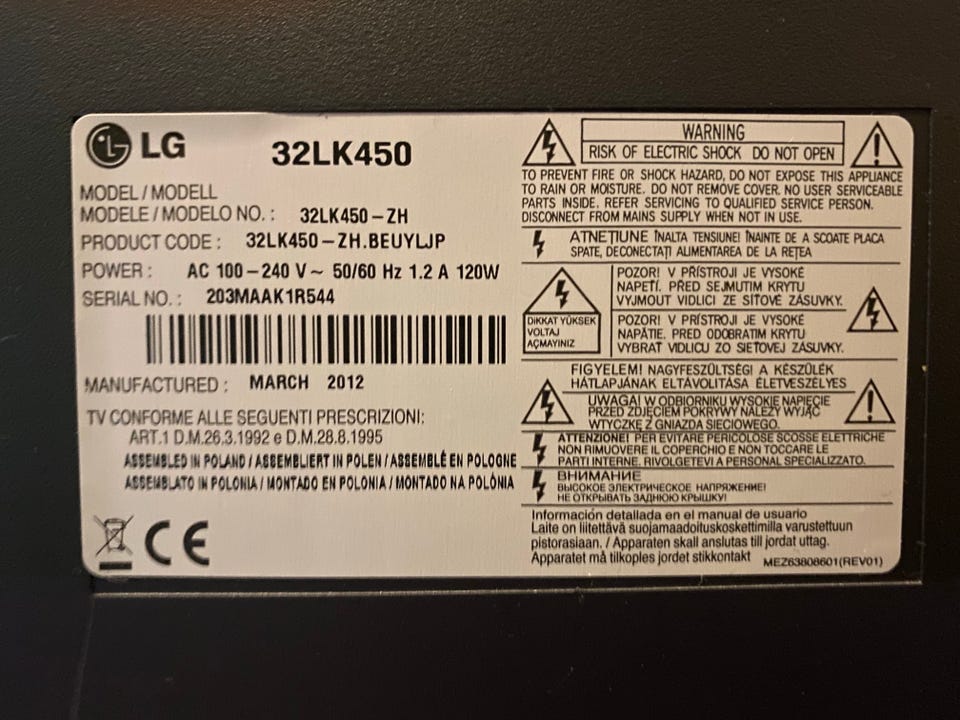 LG
32LK450
MODEL / MODELL
MODELE / MODELO NO. : 32LK450-ZH
PRODUCT CODE : 32LK450-ZH.BEUYLJP
POWER : AC 100-240 V~ 50/60 Hz 1.2 A 120W
SERIAL NO. : 203MAAK1R544
MANUFACTURED : MARCH 2012
TV CONFORME ALLE SEGUENTI PRESCRIZIONI:
ART.1 D.M.26.3.1992 e D.M.28.8.1995
ASSEMBLED IN POLAND / ASSEMBLIERT IN POLEN / ASSEMBLÉ EN POLOGNE
ASSEMBLATO IN POLONIA / MONTADO EN POLONIA / MONTADO NA POLÓNIA
CE
WARNING
RISK OF ELECTRIC SHOCK DO NOT OPEN
TO PREVENT FIRE OR SHOCK HAZARD, DO NOT EXPOSE THIS APPLIANCE
TO RAIN OR MOISTURE. DO NOT REMOVE COVER. NO USER SERVICEABLE
PARTS INSIDE. REFER SERVICING TO QUALIFIED SERVICE PERSON.
DISCONNECT FROM MAINS SUPPLY WHEN NOT IN USE.
ATNEȚIUNE ÎNALTA TENSIUNE! ÎNAINTE DE A SCOATE PLACA
SPATE, DECONECTAȚI ALIMENTAREA DE LA REȚEA
DIKKAT YÜKSEK
VOLTAJ
AÇMAYINIZ
POZOR! V PŘÍSTROJI JE VYSOKÉ
NAPETÍ. PŘED SEJMUTIM KRYTU
VYJMOUT VIDLICI ZE SÍŤOVÉ ZÁSUVKY.
POZOR! V PRÍSTROJI JE VYSOKÉ
NAPÄTIE. PRED ODOBRATIM KRYTU
VYBRAŤ VIDLICU ZO SIEŤOVEJ ZÁSUVKY.
FIGYELEM! NAGYFESZÜLTSÉG! A KÉSZÜLÉK
HÁTLAPJÁNAK ELTÁVOLÍTÁSA ÉLETVESZÉLYES
UWAGA! W ODBIORNIKU WYSOKIE NAPIĘCIE
PRZED ZDJĘCIEM POKRYWY NALEŻY WYJĄĆ
WTYCZKĘ Z GNIAZDA SIECIOWEGO.
ATTENZIONE! PER EVITARE PERICOLOSE SCOSSE ELETTRICHE
NON RIMUOVERE IL COPERCHIO E NON TOCCARE LE
PARTI INTERNE. RIVOLGETEVI A PERSONAL SPECIALIZZATO.
ВНИМАНИЕ
ВЫСОКОЕ ЭЛЕКТРИЧЕСКОЕ НАПРЯЖЕНИЕ!
НЕ ОТКРЫВАТЬ ЗАДНЮЮ КРЫШКУ!
Información detallada en el manual de usuario
Laite on liitettävä suojamaadoituskoskettimilla varustettuun
pistorasiaan. / Apparaten skall anslutas till jordat uttag.
Apparatet må tilkoples jordet stikkontakt
MEZ63808601(REV01)